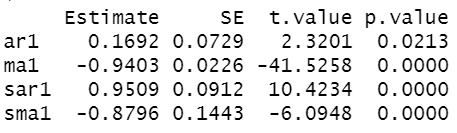 Estimate SE t.value p.value
ar1 0.1692 0.0729 2.3201 0.0213
ma1 -0.9403 0.0226 -41.5258 0.0000
sar1 0.9509 0.0912 10.4234 0.0000
sma1 -0.8796 0.1443 -6.0948 0.0000